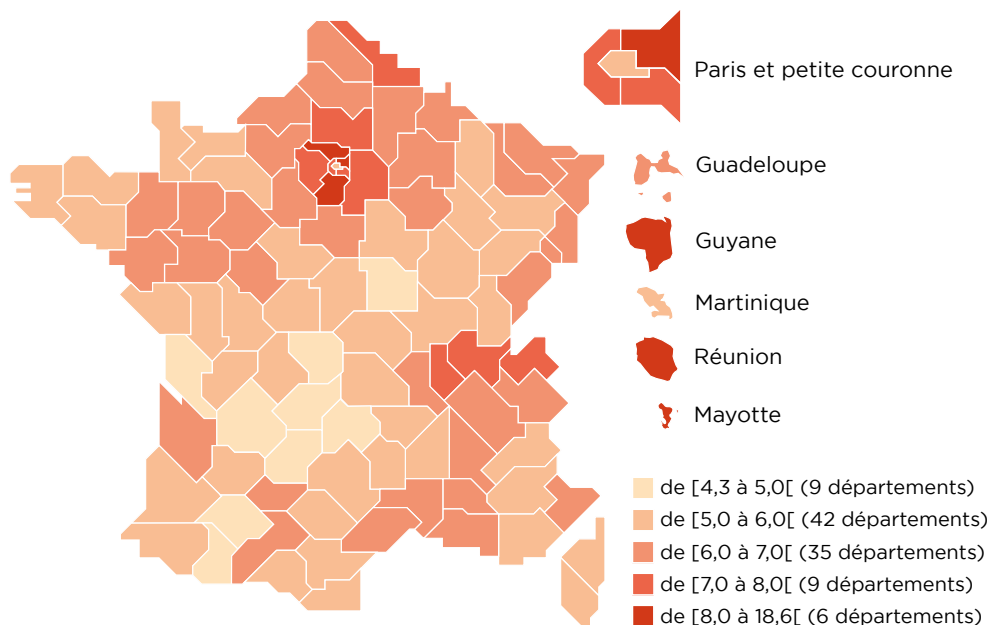 Paris et petite couronne
Guadeloupe
Guyane
Martinique
Réunion
Mayotte
de [4,3 à 5,0[ (9 départements)
de [5,0 à 6,0[ (42 départements)
de [6,0 à 7,0[ (35 départements)
de [7,0 à 8,0[ (9 départements)
de [8,0 à 18,6[ (6 départements)